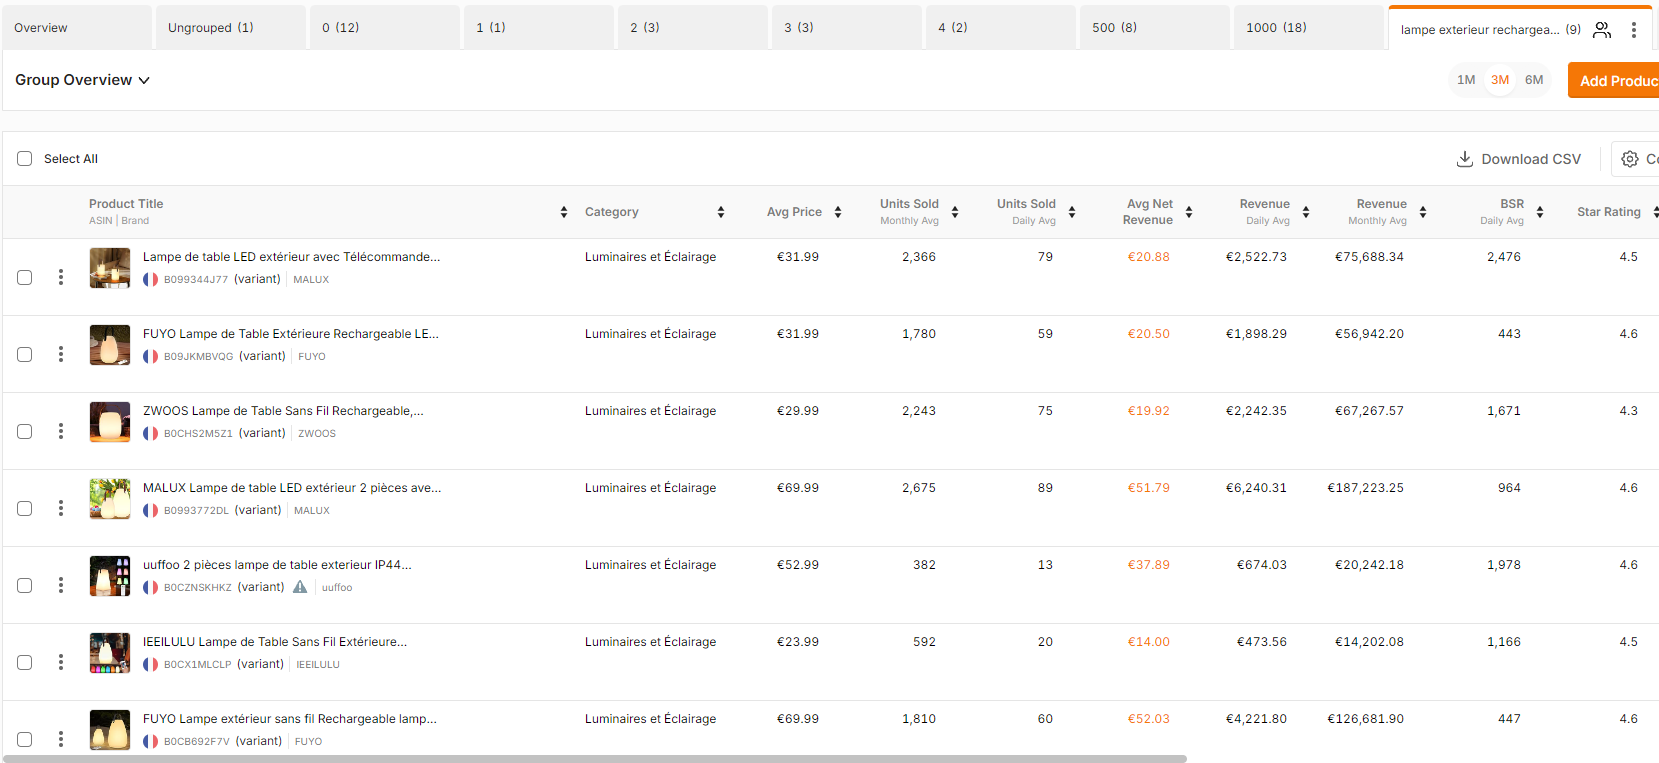 Overview
Ungrouped (1)
0 (12)
1 (1)
2 (3)
3 (3)
4 (2)
500 (8)
1000 (18)
lampe exterieur rechargea... (9)
Group Overview
1M 3M 6M
Add Produc
Select All
Download CSV
Co
Product Title
ASIN | Brand
Category
Avg Price
Units Sold
Monthly Avg
Units Sold
Daily Avg
Avg Net
Revenue
Revenue
Daily Avg
Revenue
Monthly Avg
BSR
Daily Avg
Star Rating
Lampe de table LED extérieur avec Télécommande...
B099344J77 (variant) MALUX
Luminaires et Éclairage
€31.99
2,366
79
€20.88
€2,522.73
€75,688.34
2,476
4.5
FUYO Lampe de Table Extérieure Rechargeable LE...
B09JKMBVQG (variant) FUYO
Luminaires et Éclairage
€31.99
1,780
59
€20.50
€1,898.29
€56,942.20
443
4.6
ZWOOS Lampe de Table Sans Fil Rechargeable,...
B0CHS2M5Z1 (variant) ZWOOS
Luminaires et Éclairage
€29.99
2,243
75
€19.92
€2,242.35
€67,267.57
1,671
4.3
MALUX Lampe de table LED extérieur 2 pièces ave...
B0993772DL (variant) MALUX
Luminaires et Éclairage
€69.99
2,675
89
€51.79
€6,240.31
€187,223.25
964
4.6
uuffoo 2 pièces lampe de table exterieur IP44...
B0CZNSKHKZ (variant) uuffoo
Luminaires et Éclairage
€52.99
382
13
€37.89
€674.03
€20,242.18
1,978
4.6
IEEILULU Lampe de Table Sans Fil Extérieure...
B0CX1MLCLP (variant) IEEILULU
Luminaires et Éclairage
€23.99
592
20
€14.00
€473.56
€14,202.08
1,166
4.5
FUYO Lampe extérieur sans fil Rechargeable lamp...
B0CB692F7V (variant) FUYO
Luminaires et Éclairage
€69.99
1,810
60
€52.03
€4,221.80
€126,681.90
447
4.6